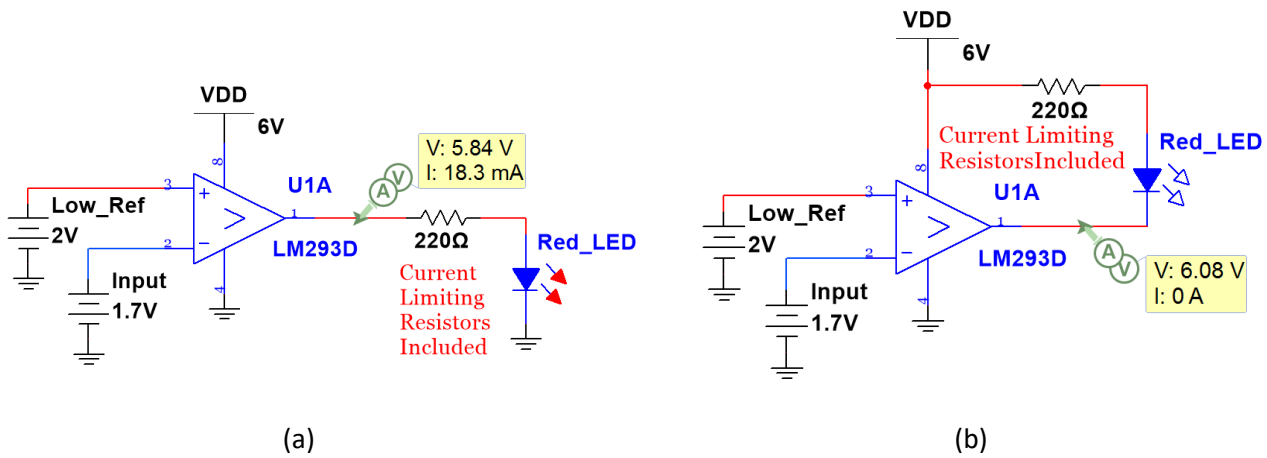 VDD
6V
8
3
+
U1A
V: 5.84 V
I: 18.3 mA
A V
Low_Ref
2V
>
1
2
−
LM293D
220Ω
Red_LED
Input
1.7V
4
Current
Limiting
Resistors
Included
(a)
VDD
6V
220Ω
Current Limiting
ResistorsIncluded
Red_LED
8
3
+
U1A
Low_Ref
2V
>
1
2
−
LM293D
A V
V: 6.08 V
I: 0 A
Input
1.7V
4
(b)